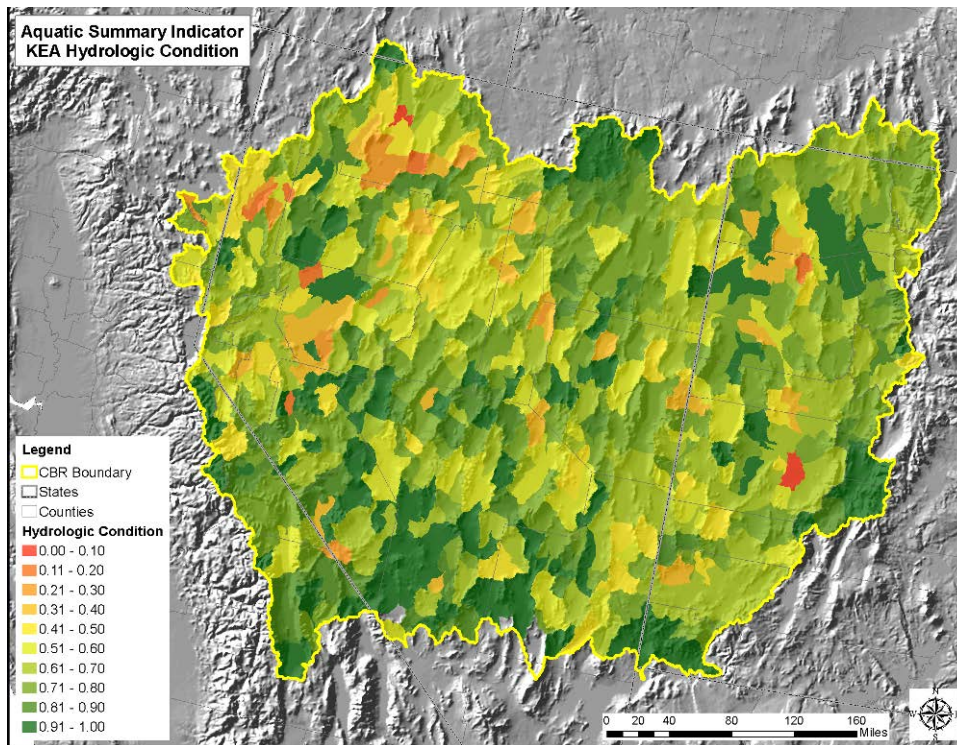 Aquatic Summary Indicator
KEA Hydrologic Condition
Legend
CBR Boundary
States
Counties
Hydrologic Condition
0.00 - 0.10
0.11 - 0.20
0.21 - 0.30
0.31 - 0.40
0.41 - 0.50
0.51 - 0.60
0.61 - 0.70
0.71 - 0.80
0.81 - 0.90
0.91 - 1.00
N
W E
S
0 20 40 80 120 160
Miles